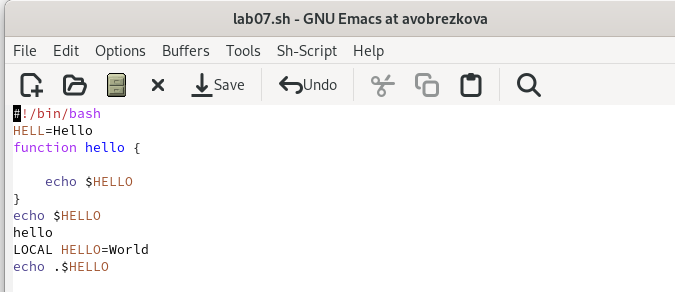 lab07.sh - GNU Emacs at avobrezkova
File Edit Options Buffers Tools Sh-Script Help
Save Undo
#!/bin/bash
HELL=Hello
function hello {
echo $HELLO
}
echo $HELLO
hello
LOCAL HELLO=World
echo .$HELLO